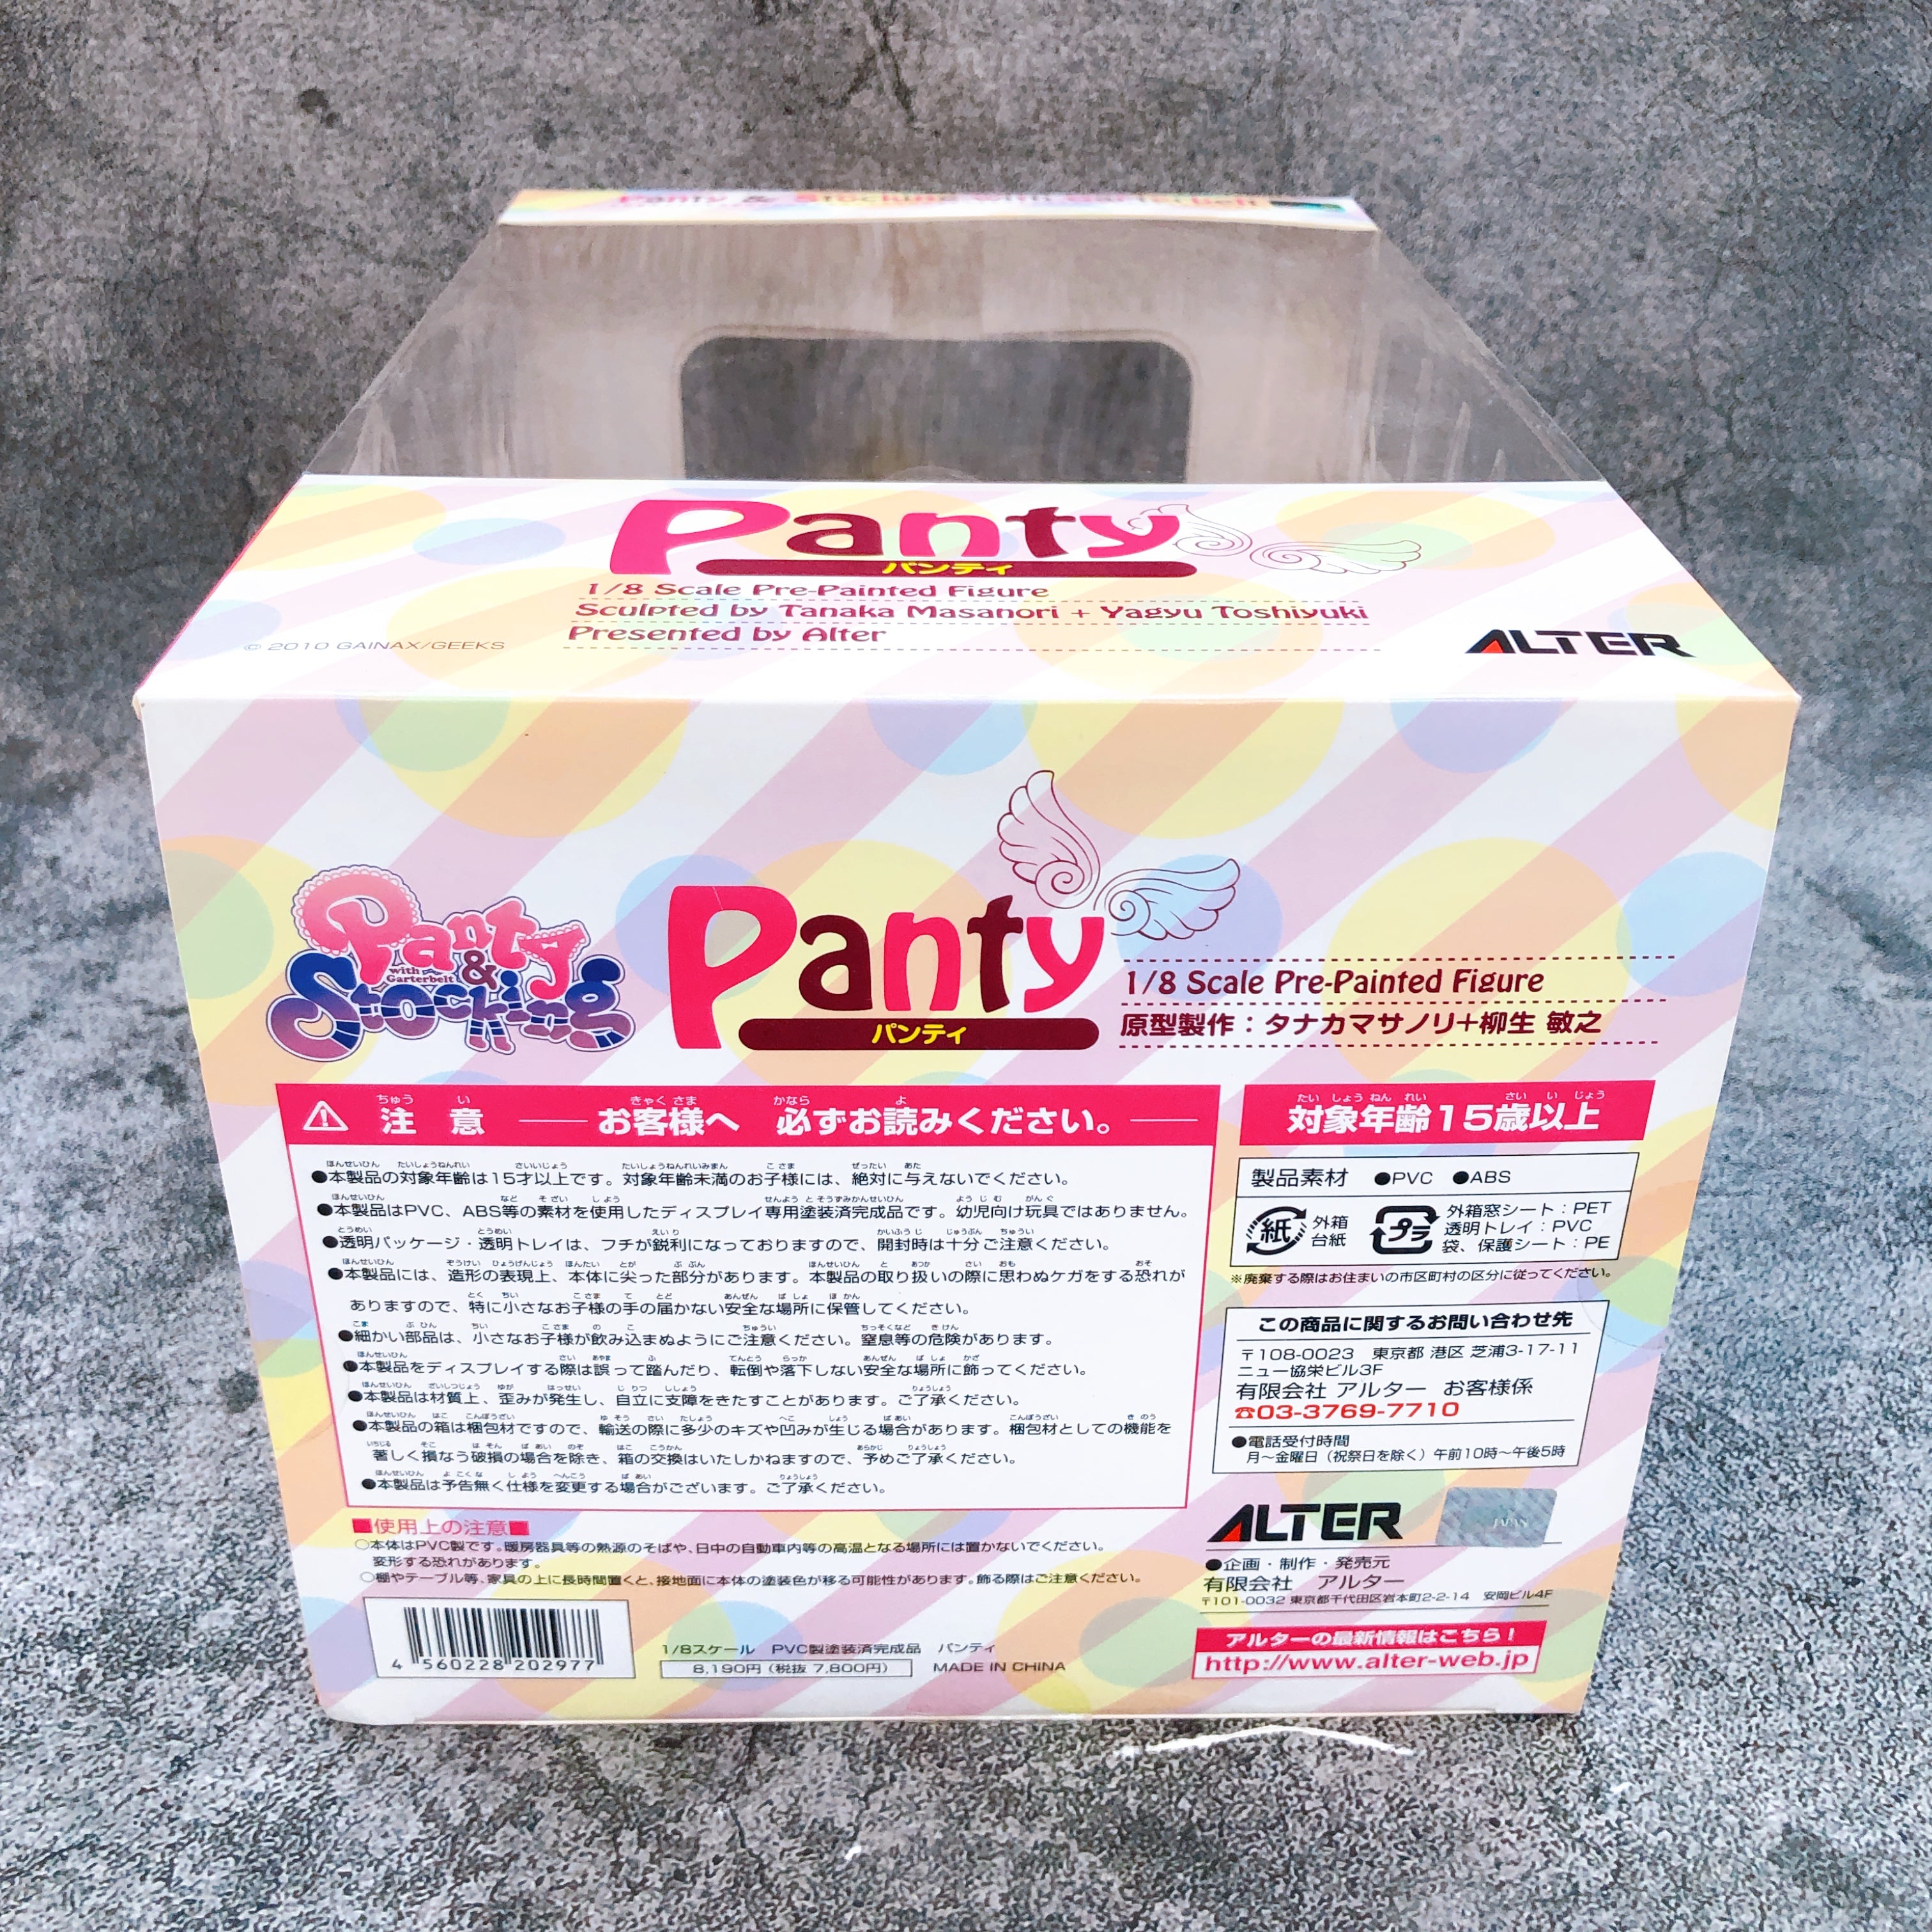 Panty & Stocking with Garterbelt
Panty
パンティ
1/8 Scale Pre-Painted Figure
Sculpted by Tanaka Masanori + Yagyu Toshiyuki
Presented by Alter
© 2010 GAINAX/GEEKS
ALTER
Panty
with Garterbelt
&
Stocking
Panty
パンティ
1/8 Scale Pre-Painted Figure
原型製作：タナカマサノリ+柳生 敏之
注意 お客様へ 必ずお読みください。
●本製品の対象年齢は15才以上です。対象年齢未満のお子様には、絶対に与えないでください。
●本製品はPVC、ABS等の素材を使用したディスプレイ専用塗装済完成品です。幼児向け玩具ではありません。
●透明パッケージ・透明トレイは、フチが鋭利になっておりますので、開封時は十分ご注意ください。
●本製品には、造形の表現上、本体に尖った部分があります。本製品の取り扱いの際に思わぬケガをする恐れが
ありますので、特に小さなお子様の手の届かない安全な場所に保管してください。
●細かい部品は、小さなお子様が飲み込まぬようにご注意ください。窒息等の危険があります。
●本製品をディスプレイする際は誤って踏んだり、転倒や落下しない安全な場所に飾ってください。
●本製品は材質上、歪みが発生し、自立に支障をきたすことがあります。ご了承ください。
●本製品の箱は梱包材ですので、輸送の際に多少のキズや凹みが生じる場合があります。梱包材としての機能を
著しく損なう破損の場合を除き、箱の交換はいたしかねますので、予めご了承ください。
●本製品は予告無く仕様を変更する場合がございます。ご了承ください。
■使用上の注意■
○本体はPVC製です。暖房器具等の熱源のそばや、日中の自動車内等の高温となる場所には置かないでください。
変形する恐れがあります。
○棚やテーブル等、家具の上に長時間置くと、接地面に本体の塗装色が移る可能性があります。飾る際はご注意ください。
4 560228 202977
1/8スケール PVC製塗装済完成品 パンティ
8,190円（税抜 7,800円） MADE IN CHINA
対象年齢15歳以上
製品素材 ●PVC ●ABS
紙 外箱
台紙
プラ 外箱窓シート：PET
透明トレイ：PVC
袋、保護シート：PE
※廃棄する際はお住まいの市区町村の区分に従ってください。
この商品に関するお問い合わせ先
〒108-0023 東京都 港区 芝浦3-17-11
ニュー協栄ビル3F
有限会社 アルター お客様係
☎03-3769-7710
●電話受付時間
月～金曜日（祝祭日を除く）午前10時～午後5時
ALTER
JAPAN
●企画・制作・発売元
有限会社 アルター
〒101-0032 東京都千代田区岩本町2-2-14 安岡ビル4F
アルターの最新情報はこちら！
http://www.alter-web.jp